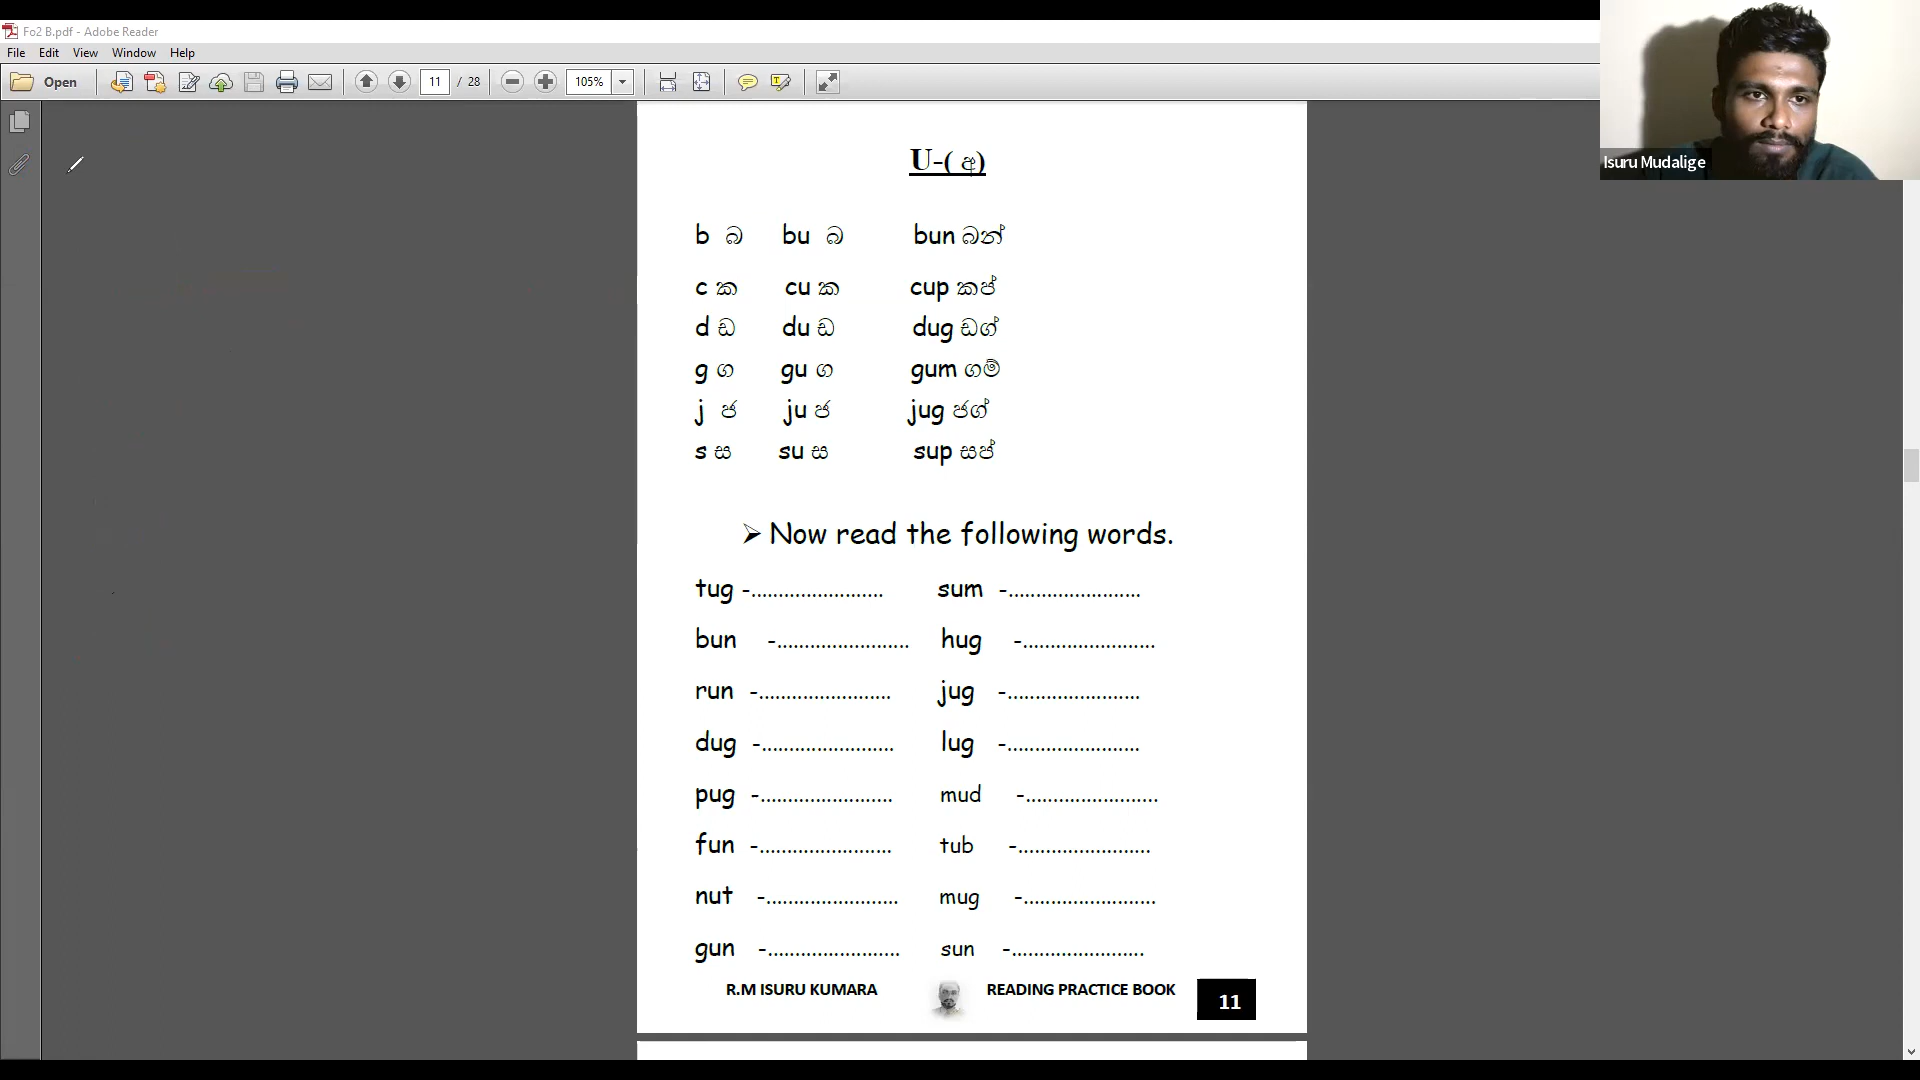 Fo2 B.pdf - Adobe Reader
File Edit View Window Help
Open 11 / 28 105%
Isuru Mudalige
U-( අ)
b බ bu බ bun බන්
c ක cu ක cup කප්
d ඩ du ඩ dug ඩග්
g ග gu ග gum ගම්
j ජ ju ජ jug ජග්
s ස su ස sup සප්
➢ Now read the following words.
tug -........................ sum -........................
bun -........................ hug -........................
run -........................ jug -........................
dug -........................ lug -........................
pug -........................ mud -........................
fun -........................ tub -........................
nut -........................ mug -........................
gun -........................ sun -........................
R.M ISURU KUMARA READING PRACTICE BOOK 11